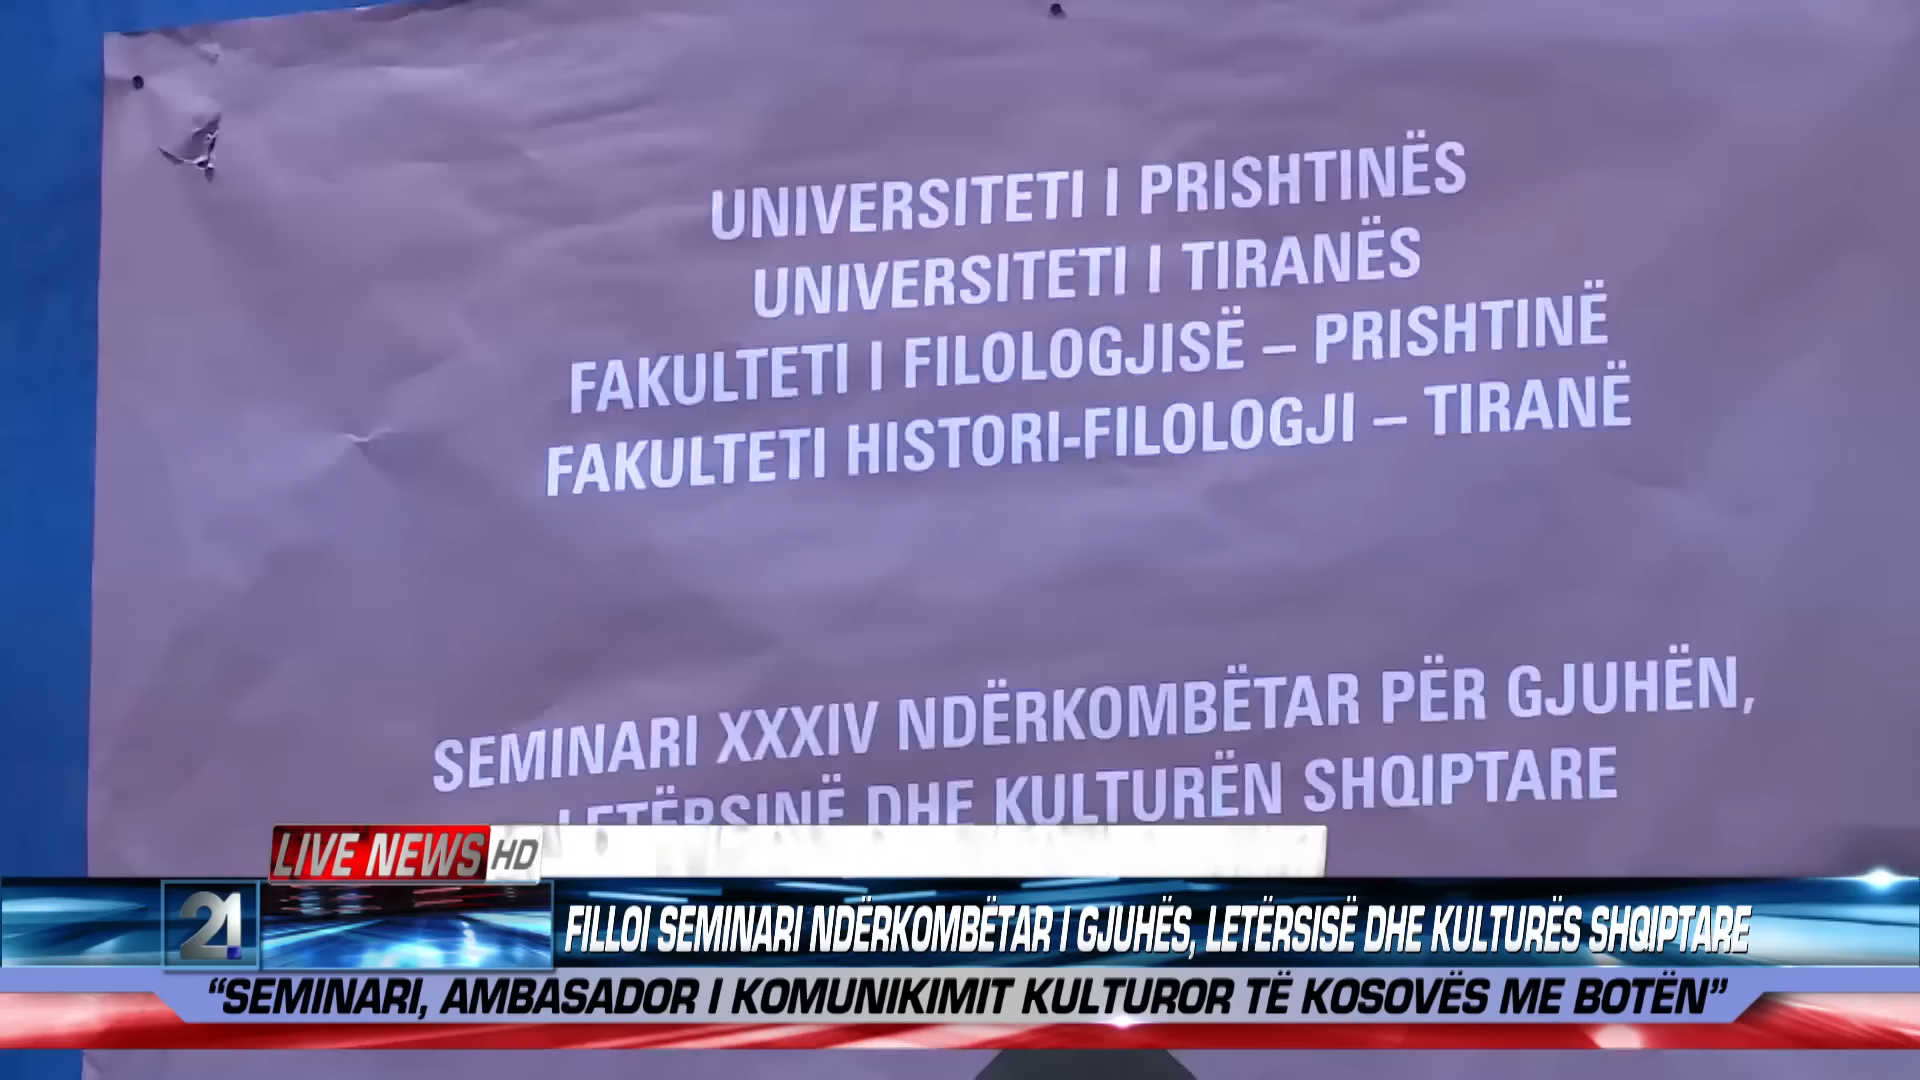 UNIVERSITETI I PRISHTINËS
UNIVERSITETI I TIRANËS
FAKULTETI I FILOLOGJISË – PRISHTINË
FAKULTETI HISTORI-FILOLOGJI – TIRANË
SEMINARI XXXIV NDËRKOMBËTAR PËR GJUHËN,
LETËRSINË DHE KULTURËN SHQIPTARE
LIVE NEWS HD
21
FILLOI SEMINARI NDËRKOMBËTAR I GJUHËS, LETËRSISË DHE KULTURËS SHQIPTARE
“SEMINARI, AMBASADOR I KOMUNIKIMIT KULTUROR TË KOSOVËS ME BOTËN”